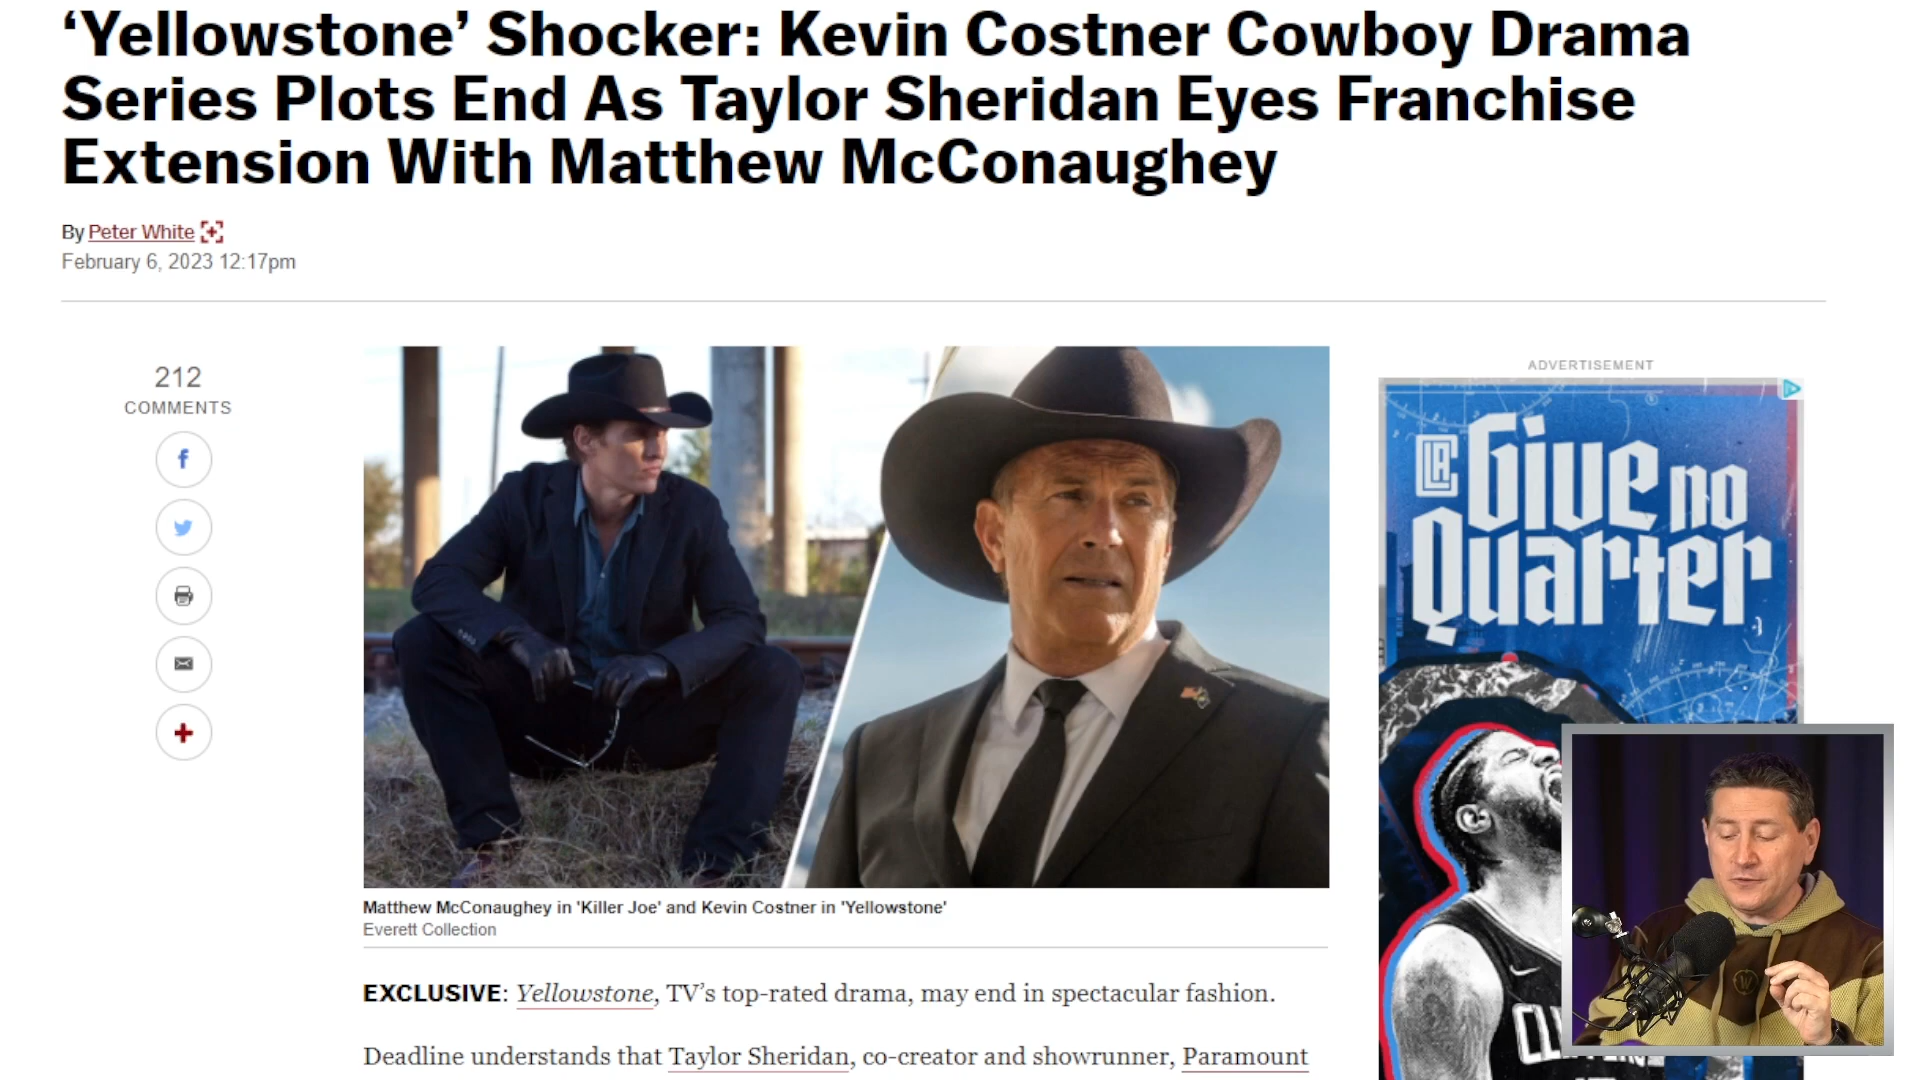 ‘Yellowstone’ Shocker: Kevin Costner Cowboy Drama
Series Plots End As Taylor Sheridan Eyes Franchise
Extension With Matthew McConaughey
By Peter White
February 6, 2023 12:17pm
212
COMMENTS
ADVERTISEMENT
LAC
Give no
Quarter
Matthew McConaughey in 'Killer Joe' and Kevin Costner in 'Yellowstone'
Everett Collection
EXCLUSIVE: Yellowstone, TV’s top-rated drama, may end in spectacular fashion.
Deadline understands that Taylor Sheridan, co-creator and showrunner, Paramount